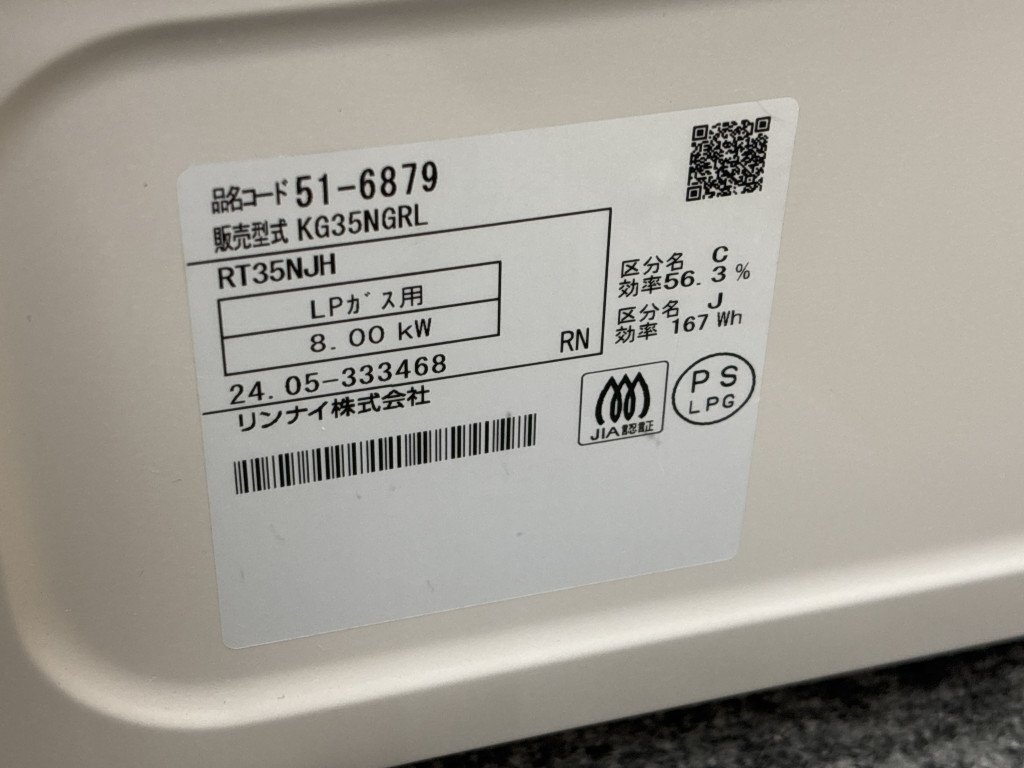 品名コード 51-6879
販売型式 KG35NGRL
RT35NJH
LPガス用
8.00 kW
RN
24.05-333468
リンナイ株式会社
区分名 C
効率56.3%
区分名 J
効率 167 Wh
JIA認証
PS
LPG